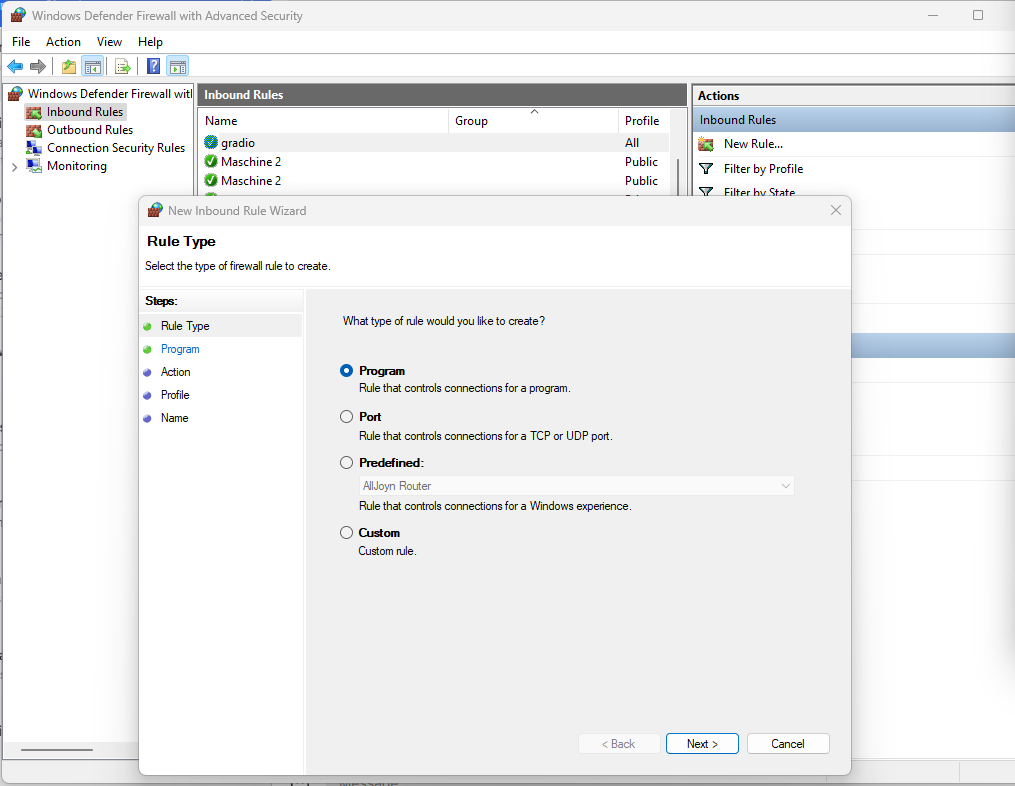 Windows Defender Firewall with Advanced Security
File Action View Help
Windows Defender Firewall wit
Inbound Rules
Outbound Rules
Connection Security Rules
Monitoring
Inbound Rules
Name Group Profile
gradio All
Maschine 2 Public
Maschine 2 Public
Actions
Inbound Rules
New Rule...
Filter by Profile
Filter by State
New Inbound Rule Wizard
Rule Type
Select the type of firewall rule to create.
Steps:
Rule Type
Program
Action
Profile
Name
What type of rule would you like to create?
Program
Rule that controls connections for a program.
Port
Rule that controls connections for a TCP or UDP port.
Predefined:
AllJoyn Router
Rule that controls connections for a Windows experience.
Custom
Custom rule.
< Back Next > Cancel